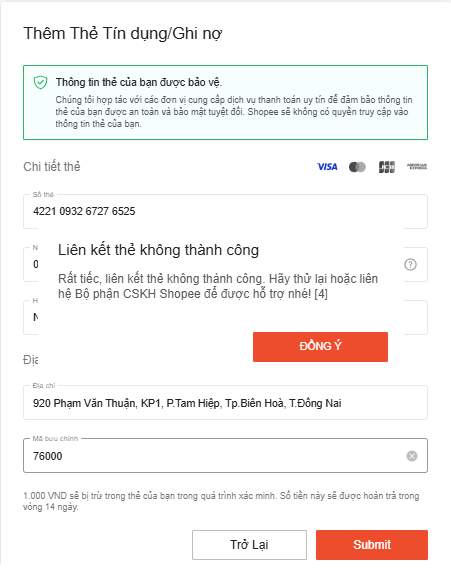 Thêm Thẻ Tín dụng/Ghi nợ
Thông tin thẻ của bạn được bảo vệ.
Chúng tôi hợp tác với các đơn vị cung cấp dịch vụ thanh toán uy tín để đảm bảo thông tin
thẻ của bạn được an toàn và bảo mật tuyệt đối. Shopee sẽ không có quyền truy cập vào
thông tin thẻ của bạn.
Chi tiết thẻ
VISA
JCB
AMERICAN EXPRESS
Số thẻ
4221 0932 6727 6525
N
0
?
Liên kết thẻ không thành công
Rất tiếc, liên kết thẻ không thành công. Hãy thử lại hoặc liên
hệ Bộ phận CSKH Shopee để được hỗ trợ nhé! [4]
H
N
ĐỒNG Ý
Địa
Địa chỉ
920 Phạm Văn Thuận, KP1, P.Tam Hiệp, Tp.Biên Hoà, T.Đồng Nai
Mã bưu chính
76000
1.000 VND sẽ bị trừ trong thẻ của bạn trong quá trình xác minh. Số tiền này sẽ được hoàn trả trong
vòng 14 ngày.
Trở Lại
Submit